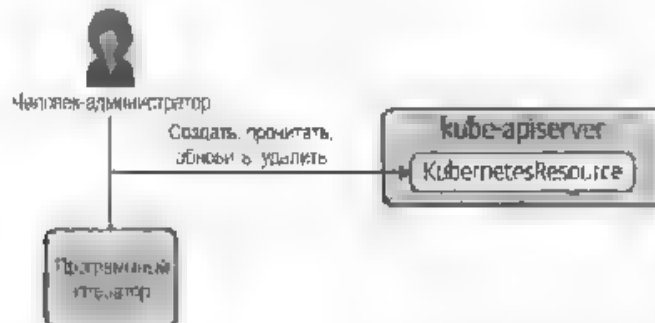 Человек-администратор
Создать, прочитать,
обновить, удалить
kube-apiserver
KubernetesResource
Программный
оператор